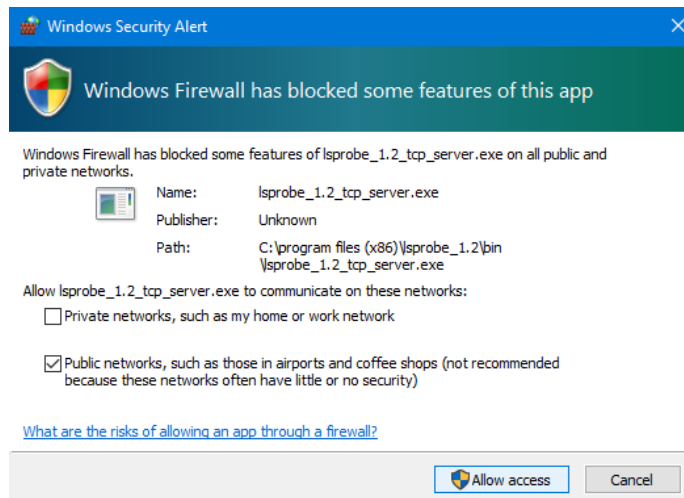 Windows Security Alert
Windows Firewall has blocked some features of this app
Windows Firewall has blocked some features of lsprobe_1.2_tcp_server.exe on all public and
private networks.
Name: lsprobe_1.2_tcp_server.exe
Publisher: Unknown
Path: C:\program files (x86)\lsprobe_1.2\bin
\lsprobe_1.2_tcp_server.exe
Allow lsprobe_1.2_tcp_server.exe to communicate on these networks:
Private networks, such as my home or work network
Public networks, such as those in airports and coffee shops (not recommended
because these networks often have little or no security)
What are the risks of allowing an app through a firewall?
Allow access Cancel